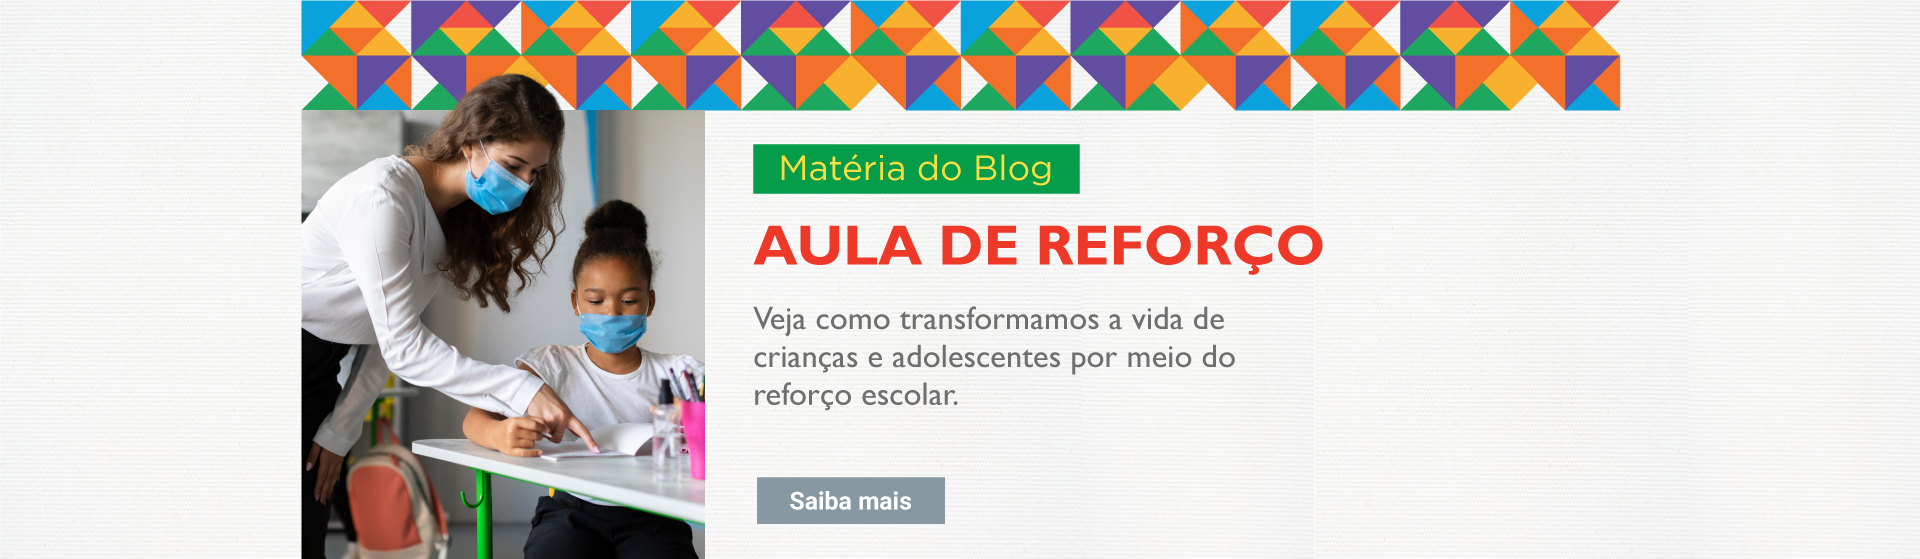 Matéria do Blog
AULA DE REFORÇO
Veja como transformamos a vida de
crianças e adolescentes por meio do
reforço escolar.
Saiba mais